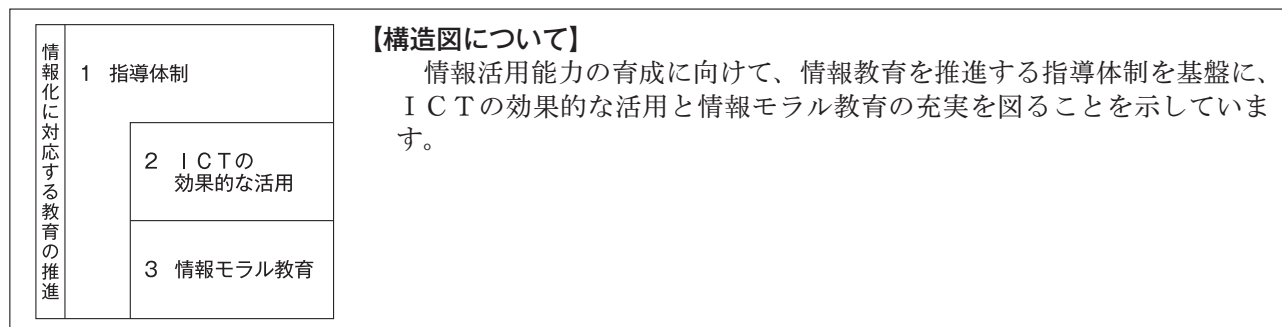 情報化に対応する教育の推進
1 指導体制
2 ＩＣＴの
効果的な活用
3 情報モラル教育
【構造図について】
情報活用能力の育成に向けて、情報教育を推進する指導体制を基盤に、
ＩＣＴの効果的な活用と情報モラル教育の充実を図ることを示していま
す。